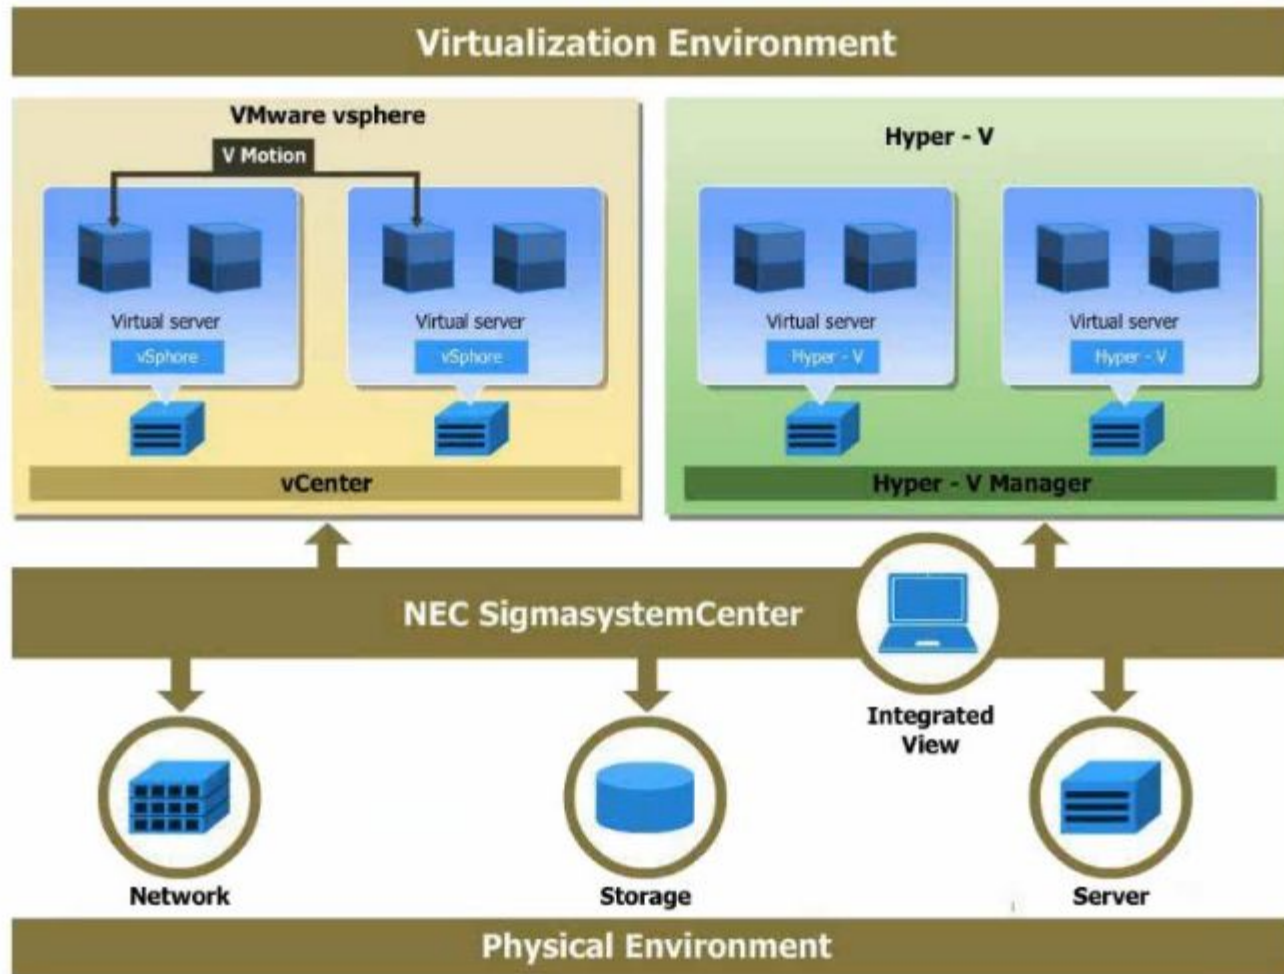 Virtualization Environment
VMware vsphere
V Motion
Virtual server
vSphore
Virtual server
vSphore
vCenter
Hyper - V
Virtual server
Hyper - V
Virtual server
Hyper - V
Hyper - V Manager
NEC SigmasystemCenter
Integrated
View
Network
Storage
Server
Physical Environment